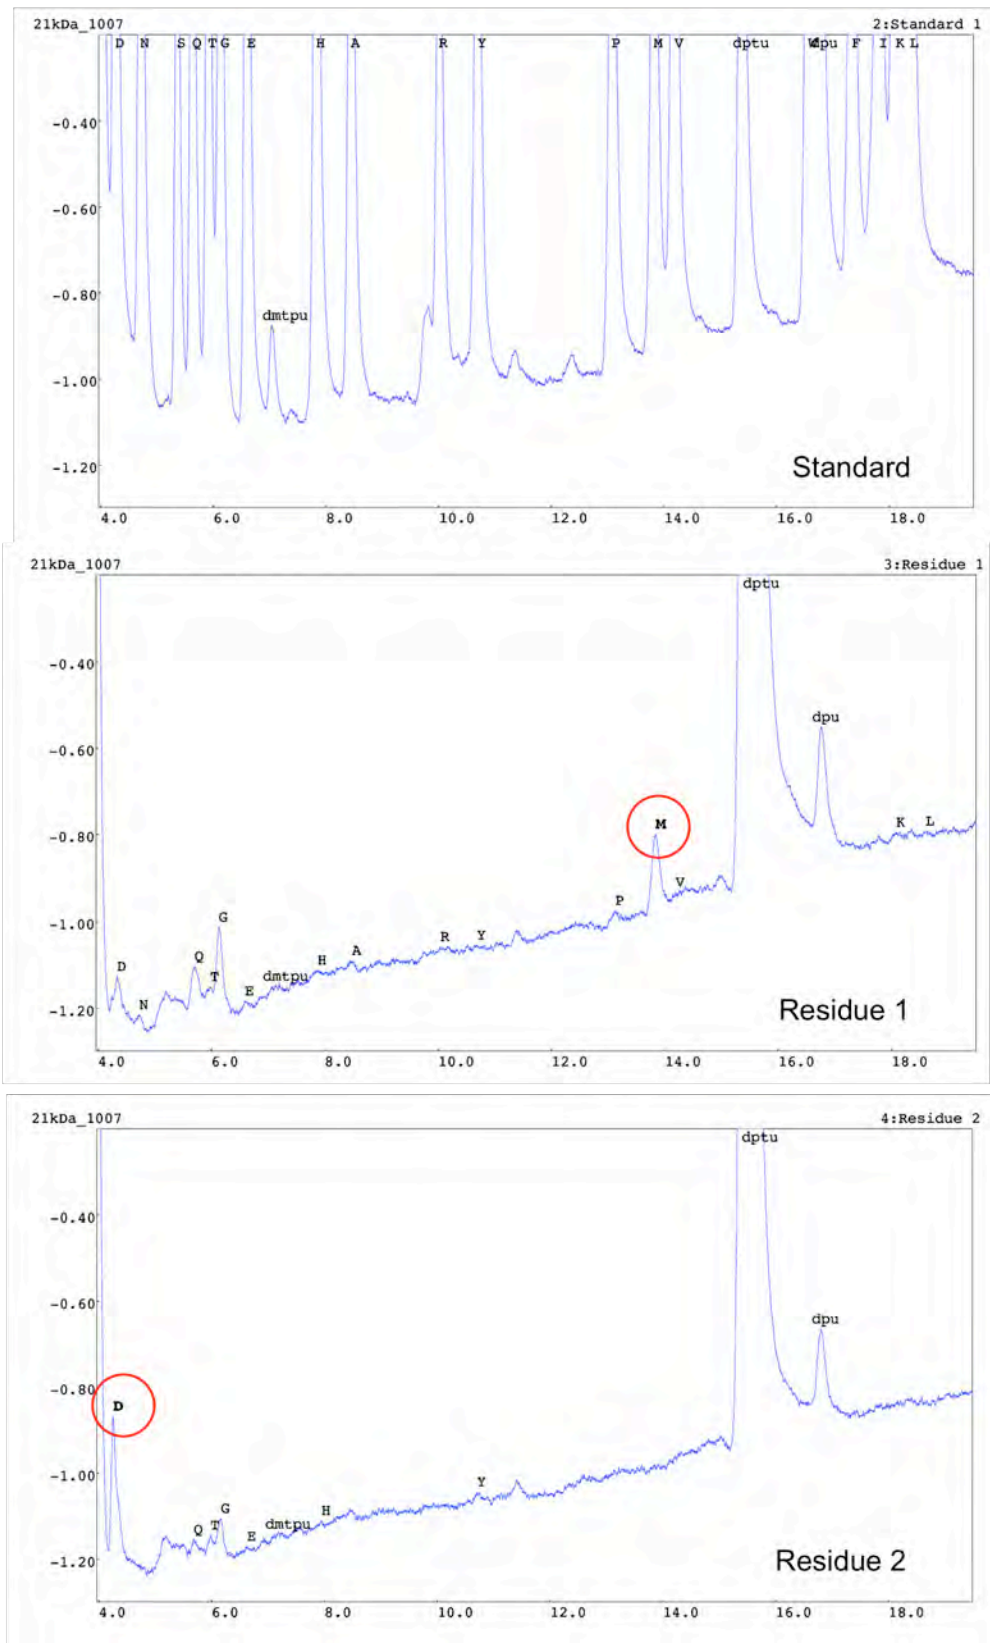 21kDa_1007 2:Standard 1
D N S Q T G E H A R Y P M V dptu W dpu F I K L
-0.40
-0.60
-0.80
dmtpu
-1.00
-1.20
Standard
4.0 6.0 8.0 10.0 12.0 14.0 16.0 18.0
21kDa_1007 3:Residue 1
dptu
-0.40
-0.60
dpu
-0.80
M
K L
V
P
-1.00
G
R Y
A
H
Q
D
T
dmtpu
E
N
-1.20
Residue 1
4.0 6.0 8.0 10.0 12.0 14.0 16.0 18.0
21kDa_1007 4:Residue 2
dptu
-0.40
-0.60
dpu
-0.80
D
-1.00
Y
G
H
Q T
dmtpu
E
-1.20
Residue 2
4.0 6.0 8.0 10.0 12.0 14.0 16.0 18.0